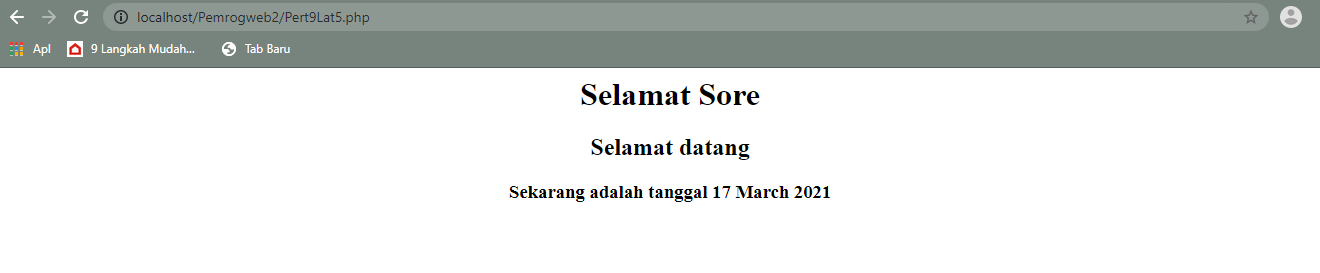 localhost/Pemrogweb2/Pert9Lat5.php
Apl 9 Langkah Mudah... Tab Baru
Selamat Sore
Selamat datang
Sekarang adalah tanggal 17 March 2021